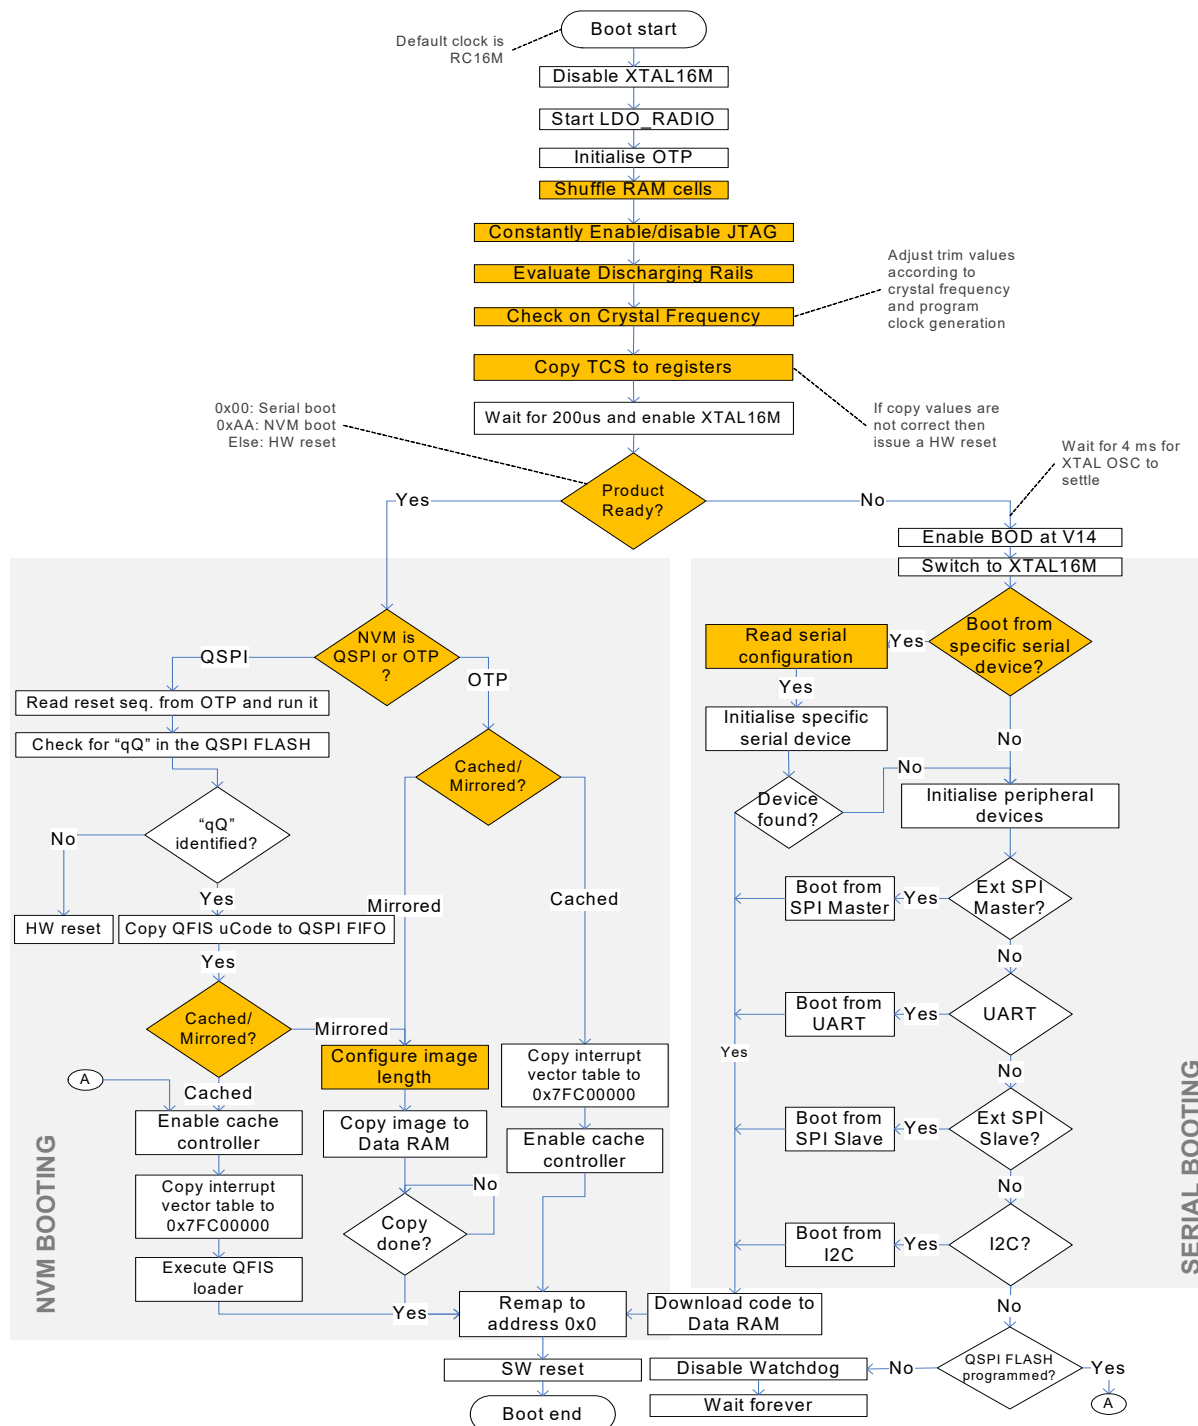 Boot start
Default clock is
RC16M
Disable XTAL16M
Start LDO_RADIO
Initialise OTP
Shuffle RAM cells
Constantly Enable/disable JTAG
Evaluate Discharging Rails
Adjust trim values
according to
crystal frequency
and program
clock generation
Check on Crystal Frequency
Copy TCS to registers
0x00: Serial boot
0xAA: NVM boot
Else: HW reset
Wait for 200us and enable XTAL16M
If copy values are
not correct then
issue a HW reset
Wait for 4 ms for
XTAL OSC to
settle
Product
Ready?
Yes
No
Enable BOD at V14
Switch to XTAL16M
NVM is
QSPI or OTP
?
QSPI
OTP
Read serial
configuration
Yes
Boot from
specific serial
device?
Yes
No
Read reset seq. from OTP and run it
Check for “qQ” in the QSPI FLASH
Initialise specific
serial device
Cached/
Mirrored?
No
Device
found?
Initialise peripheral
devices
“qQ”
identified?
No
Yes
Mirrored
Cached
Boot from
SPI Master
Yes
Ext SPI
Master?
HW reset
Copy QFIS uCode to QSPI FIFO
Yes
No
Cached/
Mirrored?
Mirrored
Boot from
UART
Yes
UART
Yes
Configure image
length
Copy interrupt
vector table to
0x7FC00000
No
A
Cached
Enable cache
controller
Copy image to
Data RAM
Enable cache
controller
Boot from
SPI Slave
Yes
Ext SPI
Slave?
No
No
Copy interrupt
vector table to
0x7FC00000
Copy
done?
Boot from
I2C
Yes
I2C?
Execute QFIS
loader
Yes
Remap to
address 0x0
Download code to
Data RAM
No
NVM BOOTING
SERIAL BOOTING
SW reset
Disable Watchdog
No
QSPI FLASH
programmed?
Yes
Boot end
Wait forever
A